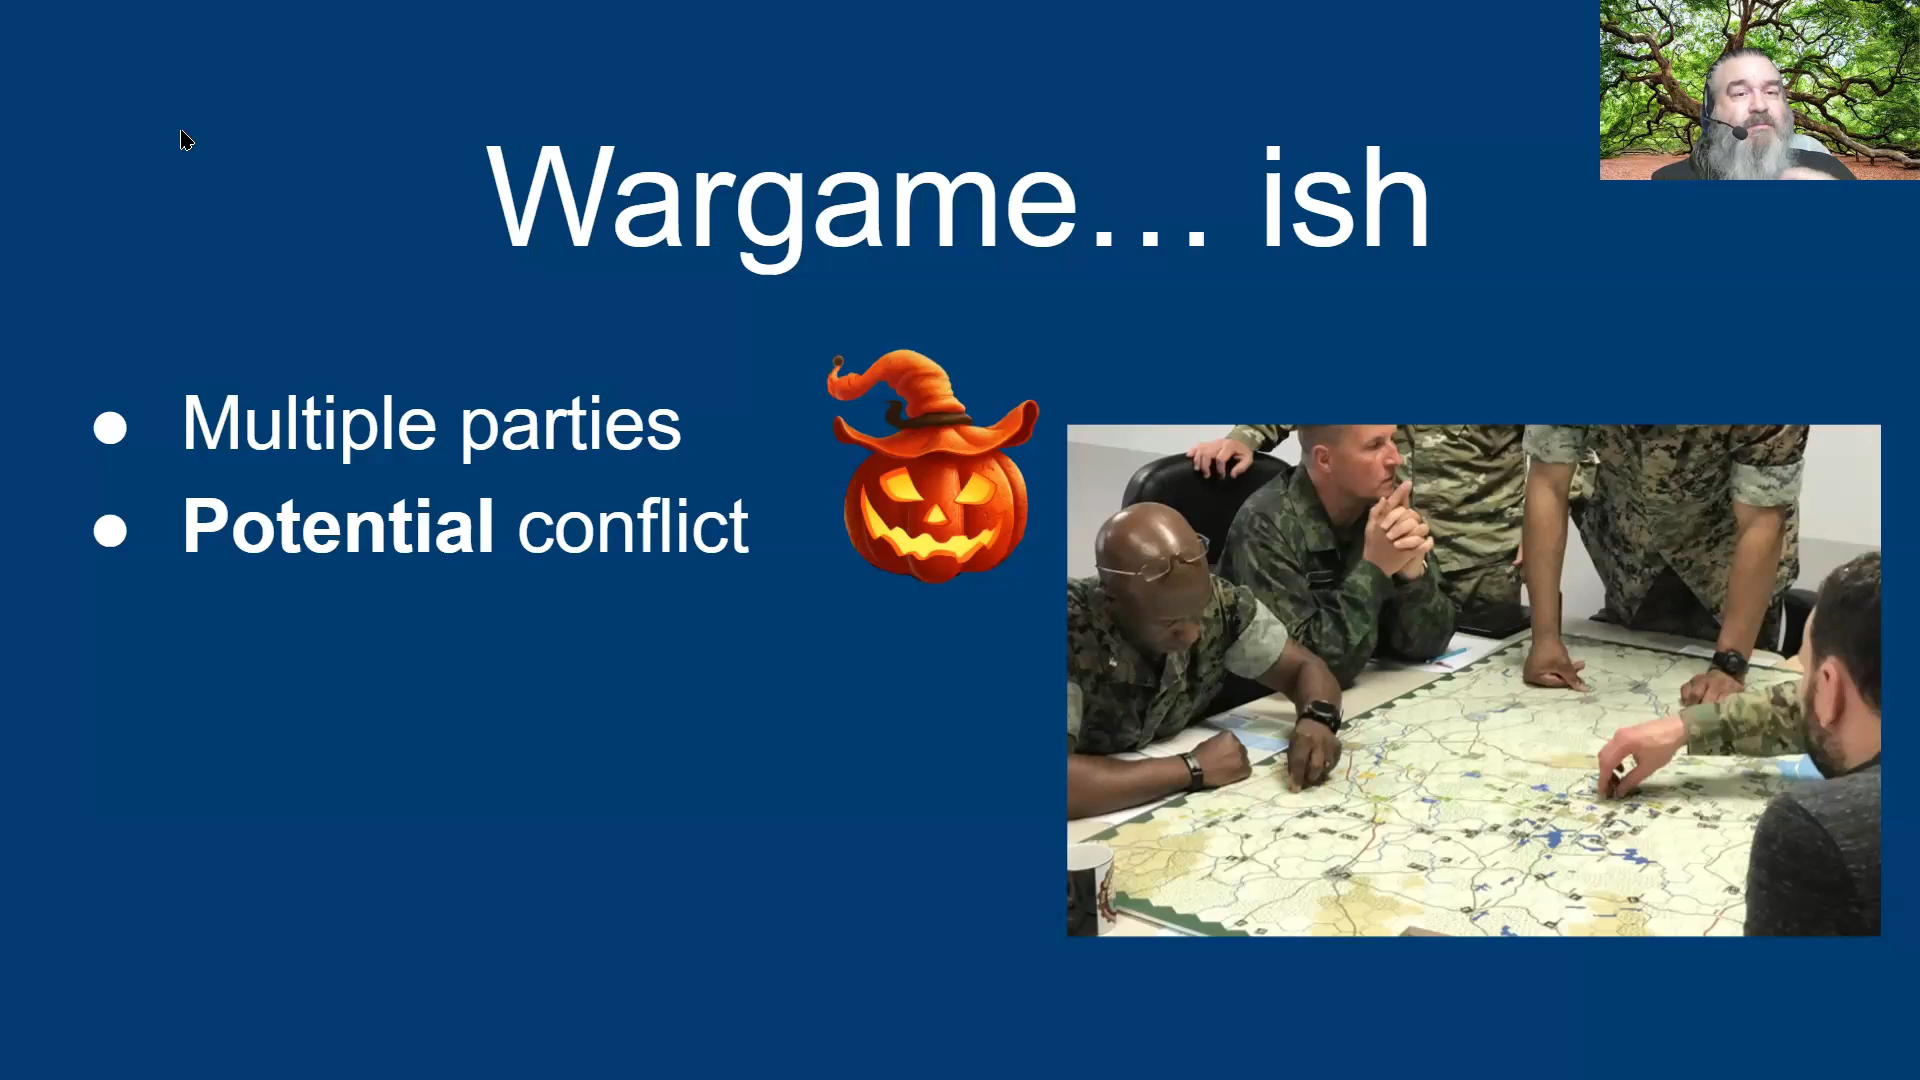 Wargame... ish
● Multiple parties
● Potential conflict